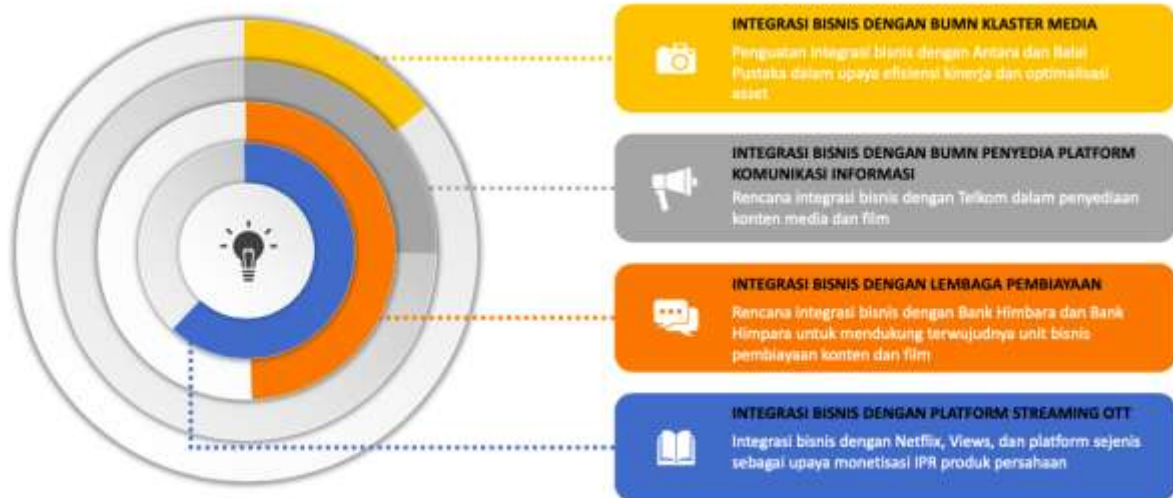 INTEGRASI BISNIS DENGAN BUMN KLASTER MEDIA
Penguatan integrasi bisnis dengan Antara dan Balai
Pustaka dalam upaya efisiensi kinerja dan optimalisasi
asset
INTEGRASI BISNIS DENGAN BUMN PENYEDIA PLATFORM
KOMUNIKASI INFORMASI
Rencana integrasi bisnis dengan Telkom dalam penyediaan
konten media dan film
INTEGRASI BISNIS DENGAN LEMBAGA PEMBIAYAAN
Rencana integrasi bisnis dengan Bank Himbara dan Bank
Himpara untuk mendukung terwujudnya unit bisnis
pembiayaan konten dan film
INTEGRASI BISNIS DENGAN PLATFORM STREAMING OTT
Integrasi bisnis dengan Netflix, Views, dan platform sejenis
sebagai upaya monetisasi IPR produk persahaan